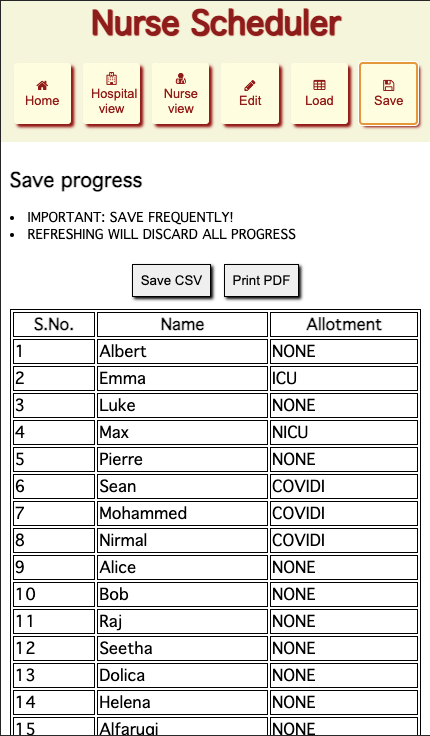 Nurse Scheduler
Home
Hospital
view
Nurse
view
Edit
Load
Save
Save progress
• IMPORTANT: SAVE FREQUENTLY!
• REFRESHING WILL DISCARD ALL PROGRESS
Save CSV Print PDF
S.No. Name Allotment
1 Albert NONE
2 Emma ICU
3 Luke NONE
4 Max NICU
5 Pierre NONE
6 Sean COVIDI
7 Mohammed COVIDI
8 Nirmal COVIDI
9 Alice NONE
10 Bob NONE
11 Raj NONE
12 Seetha NONE
13 Dolica NONE
14 Helena NONE
15 Alfaruqi NONE